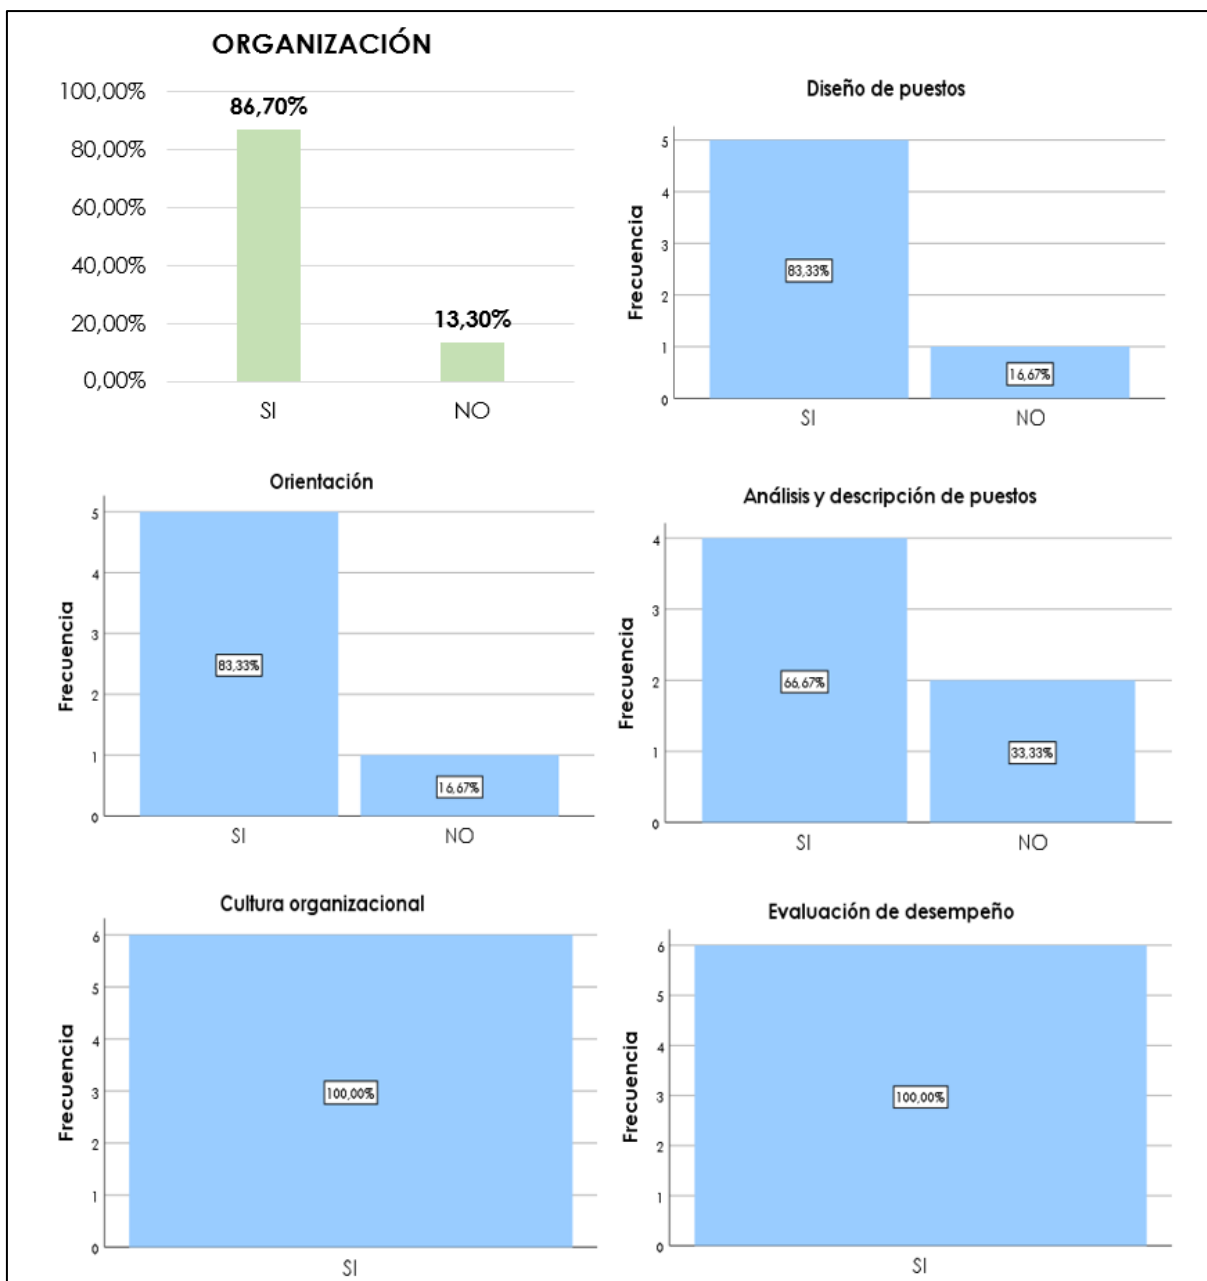 ORGANIZACIÓN
100,00%
80,00%
60,00%
40,00%
20,00%
0,00%
86,70%
13,30%
SI
NO
Diseño de puestos
Frecuencia
5
4
3
2
1
0
83,33%
16,67%
SI
NO
Orientación
Frecuencia
5
4
3
2
1
0
83,33%
16,67%
SI
NO
Análisis y descripción de puestos
Frecuencia
4
3
2
1
0
66,67%
33,33%
SI
NO
Cultura organizacional
Frecuencia
6
5
4
3
2
1
0
100,00%
SI
Evaluación de desempeño
Frecuencia
6
5
4
3
2
1
0
100,00%
SI